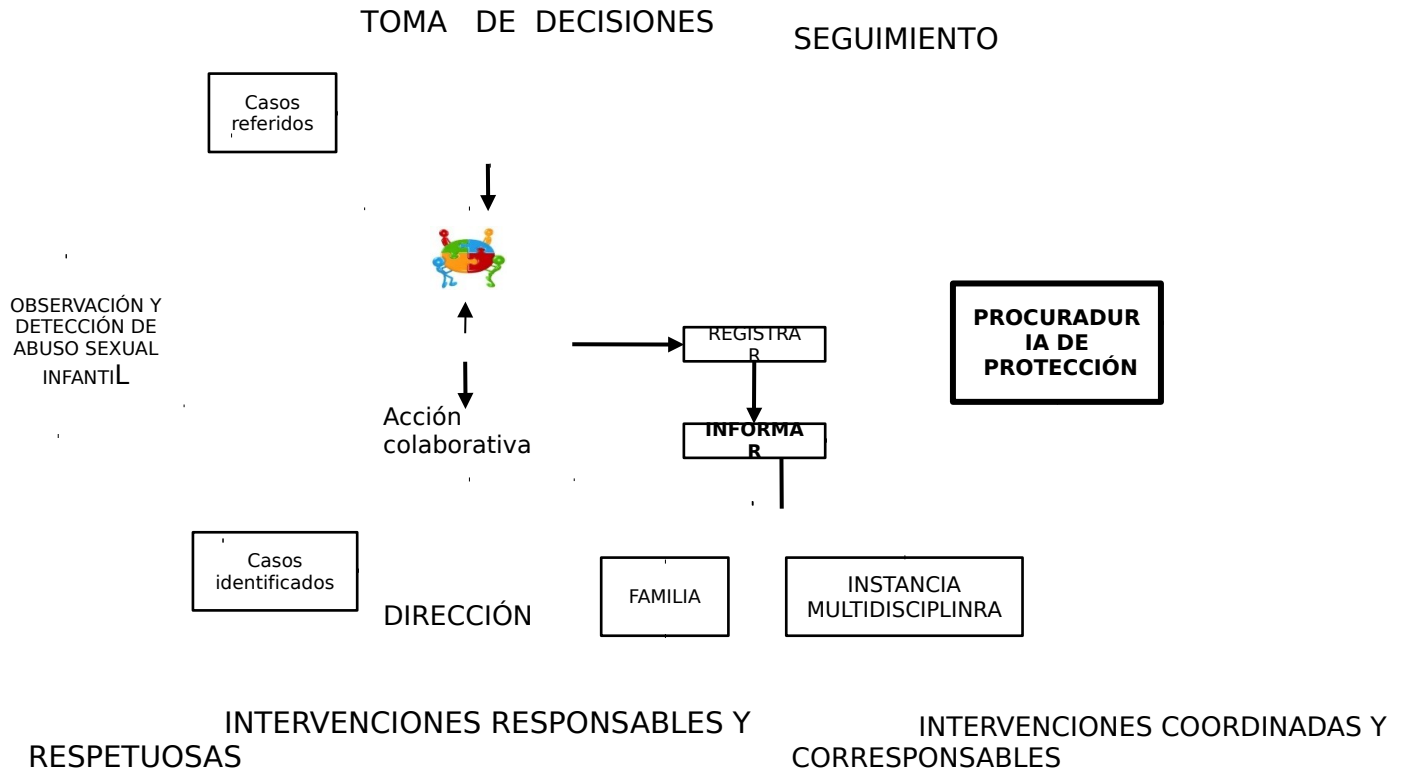 TOMA DE DECISIONES
SEGUIMIENTO
Casos
referidos
OBSERVACIÓN Y
DETECCIÓN DE
ABUSO SEXUAL
INFANTIL
Acción
colaborativa
REGISTRA
R
INFORMA
R
PROCURADUR
IA DE
PROTECCIÓN
Casos
identificados
DIRECCIÓN
FAMILIA
INSTANCIA
MULTIDISCIPLINRA
INTERVENCIONES RESPONSABLES Y
RESPETUOSAS
INTERVENCIONES COORDINADAS Y
CORRESPONSABLES